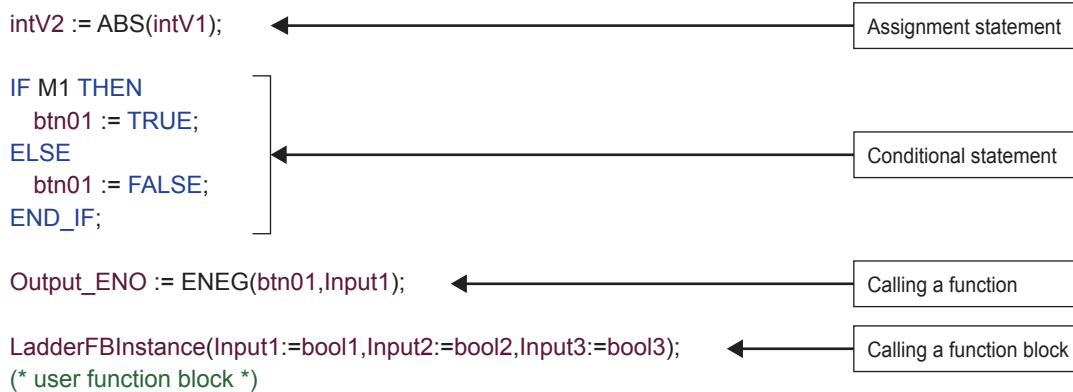 intV2 := ABS(intV1);
Assignment statement
IF M1 THEN
btn01 := TRUE;
ELSE
btn01 := FALSE;
END_IF;
Conditional statement
Output_ENO := ENEG(btn01,Input1);
Calling a function
LadderFBInstance(Input1:=bool1,Input2:=bool2,Input3:=bool3);
Calling a function block
(* user function block *)